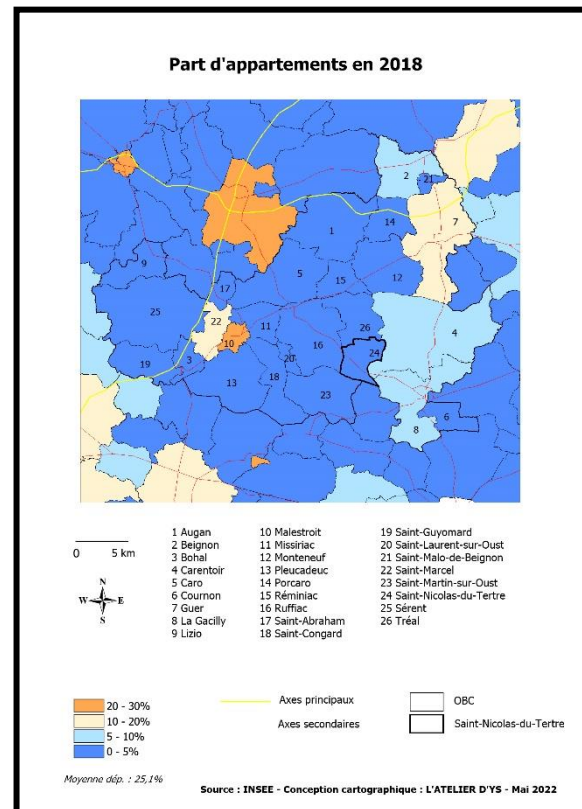 Part d'appartements en 2018
2
21
1
14
7
9
5
15
12
17
25
22
11
26
4
10
16
24
3
20
19
13
18
23
6
8
0 5 km
N
W E
S
1 Augan
2 Beignon
3 Bohal
4 Carentoir
5 Caro
6 Cournon
7 Guer
8 La Gacilly
9 Lizio
10 Malestroit
11 Missiriac
12 Monteneuf
13 Pleucadeuc
14 Porcaro
15 Réminiac
16 Ruffiac
17 Saint-Abraham
18 Saint-Congard
19 Saint-Guyomard
20 Saint-Laurent-sur-Oust
21 Saint-Malo-de-Beignon
22 Saint-Marcel
23 Saint-Martin-sur-Oust
24 Saint-Nicolas-du-Tertre
25 Sérent
26 Tréal
20 - 30%
10 - 20%
5 - 10%
0 - 5%
Axes principaux
Axes secondaires
OBC
Saint-Nicolas-du-Tertre
Moyenne dép. : 25,1%
Source : INSEE - Conception cartographique : L'ATELIER D'YS - Mai 2022